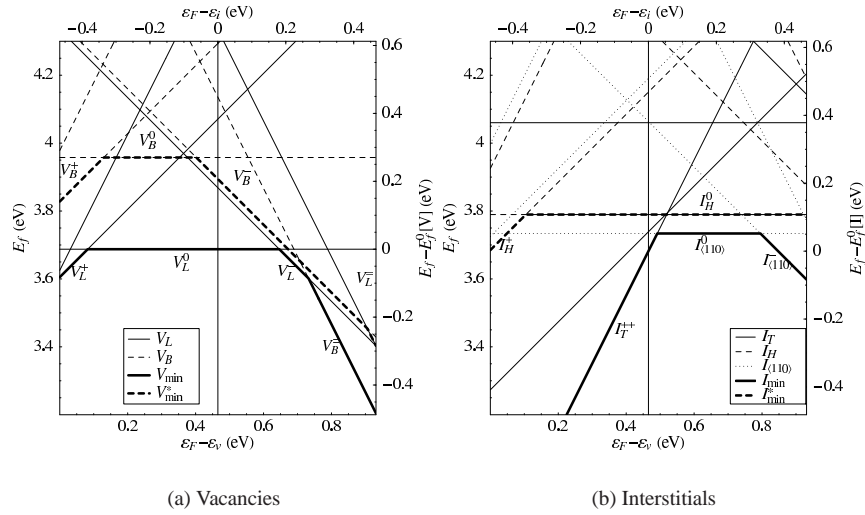 ε_F−ε_i (eV)
−0.4 −0.2 0 0.2 0.4
4.2
4
3.8
3.6
3.4
E_f (eV)
0.6
0.4
0.2
0
−0.2
−0.4
E_f−E_f^0[V] (eV)
V_B^0
V_B^+
V_B^−
V_L^+
V_L^0
V_L^−
V_L^=
V_B^=
V_L
V_B
V_min
V_min^*
0.2 0.4 0.6 0.8
ε_F−ε_v (eV)
(a) Vacancies
ε_F−ε_i (eV)
−0.4 −0.2 0 0.2 0.4
4.2
4
3.8
3.6
3.4
E_f (eV)
0.6
0.4
0.2
0
−0.2
−0.4
E_f−E_f^0[I] (eV)
I_H^0
I_H^+
I_⟨110⟩^0
I_⟨110⟩^−
I_T^++
I_T
I_H
I_⟨110⟩
I_min
I_min^*
0.2 0.4 0.6 0.8
ε_F−ε_v (eV)
(b) Interstitials